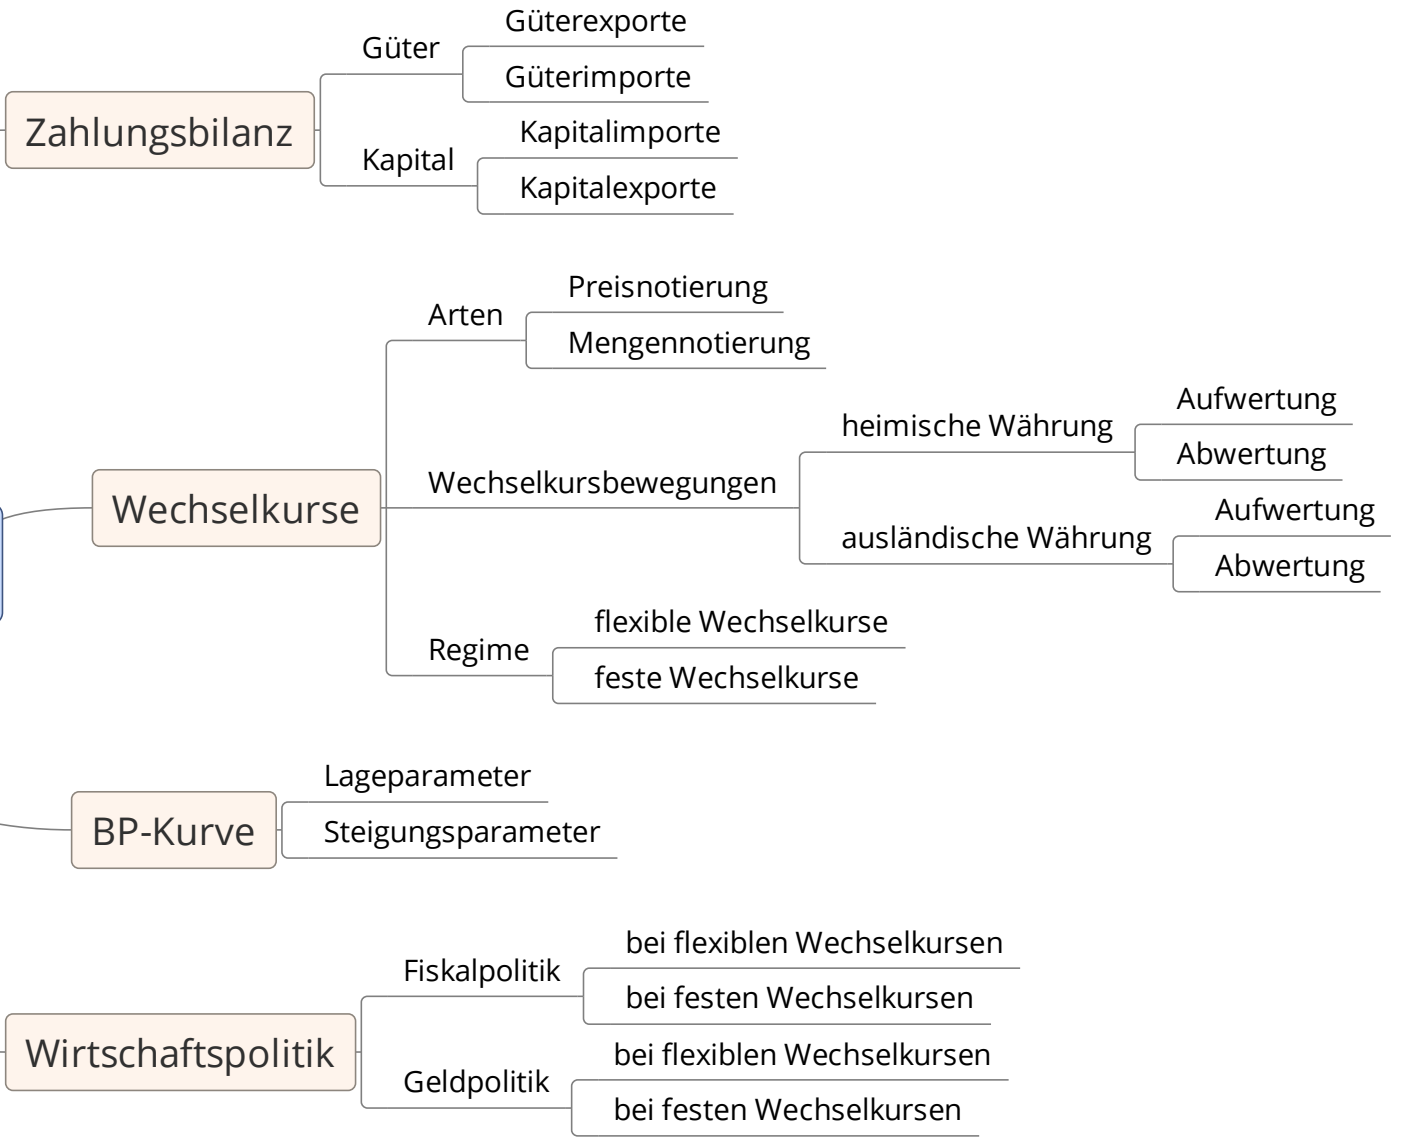 Zahlungsbilanz
Güter
Güterexporte
Güterimporte
Kapital
Kapitalimporte
Kapitalexporte
Wechselkurse
Arten
Preisnotierung
Mengennotierung
Wechselkursbewegungen
heimische Währung
Aufwertung
Abwertung
ausländische Währung
Aufwertung
Abwertung
Regime
flexible Wechselkurse
feste Wechselkurse
BP-Kurve
Lageparameter
Steigungsparameter
Wirtschaftspolitik
Fiskalpolitik
bei flexiblen Wechselkursen
bei festen Wechselkursen
Geldpolitik
bei flexiblen Wechselkursen
bei festen Wechselkursen